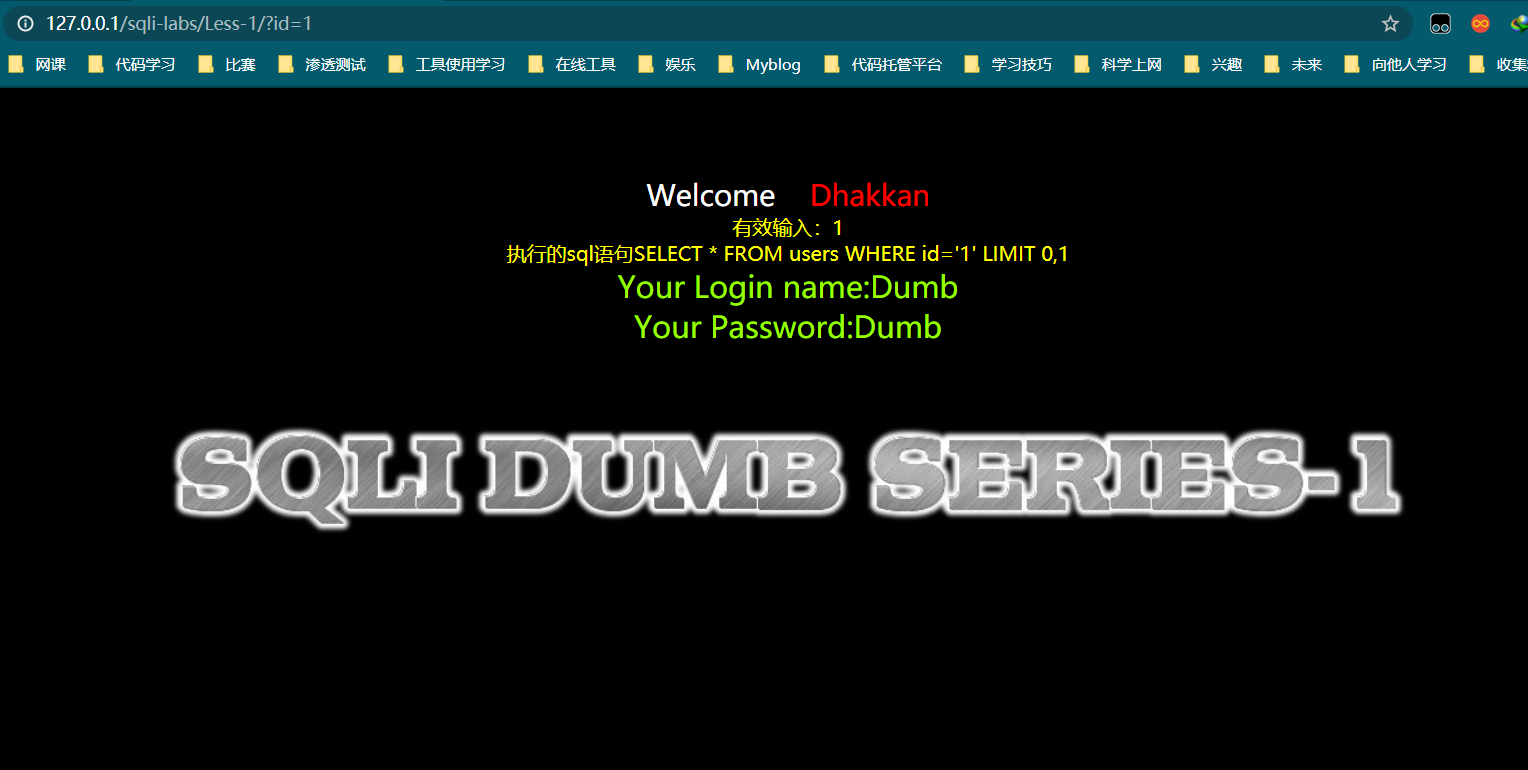 127.0.0.1/sqli-labs/Less-1/?id=1
网课 代码学习 比赛 渗透测试 工具使用学习 在线工具 娱乐 Myblog 代码托管平台 学习技巧 科学上网 兴趣 未来 向他人学习 收集
Welcome Dhakkan
有效输入：1
执行的sql语句SELECT * FROM users WHERE id='1' LIMIT 0,1
Your Login name:Dumb
Your Password:Dumb
SQLI DUMB SERIES-1